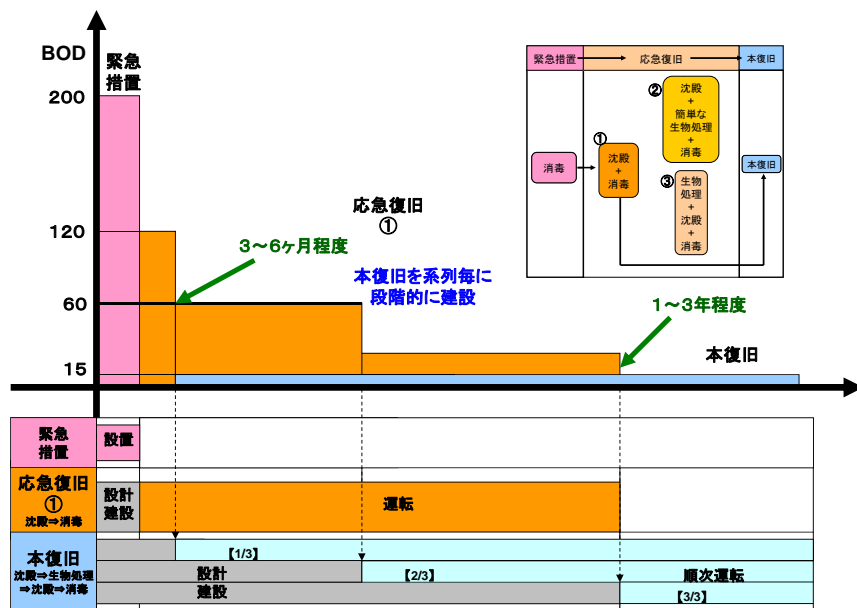 BOD
緊急
措置
200
120
60
15
3～6ヶ月程度
応急復旧
①
本復旧を系列毎に
段階的に建設
1～3年程度
本復旧
緊急措置
応急復旧
本復旧
消毒
①
沈殿
+
消毒
②
沈殿
+
簡単な
生物処理
+
消毒
③
生物
処理
+
沈殿
+
消毒
本復旧
緊急
措置
設置
応急復旧
①
沈殿⇒消毒
設計
建設
運転
本復旧
沈殿⇒生物処理
⇒沈殿⇒消毒
【1/3】
設計
建設
【2/3】
順次運転
【3/3】